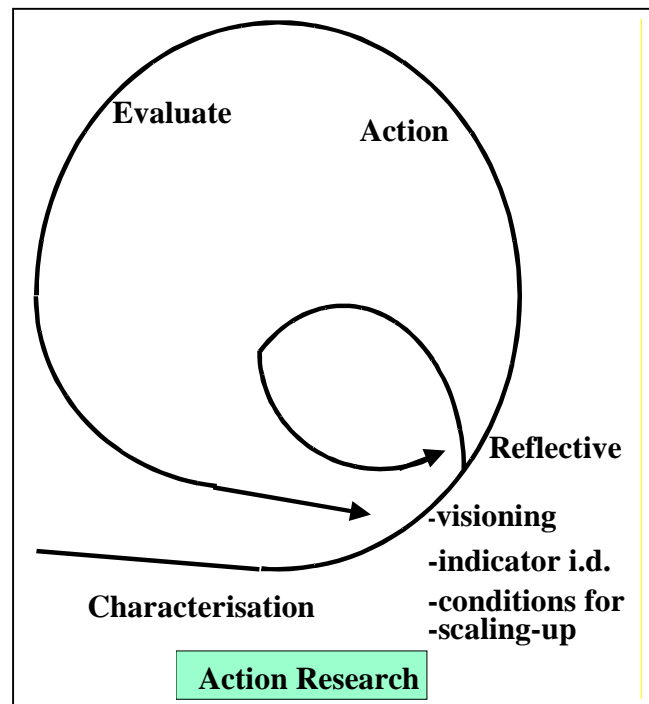 Evaluate
Action
Reflective
-visioning
-indicator i.d.
-conditions for
-scaling-up
Characterisation
Action Research